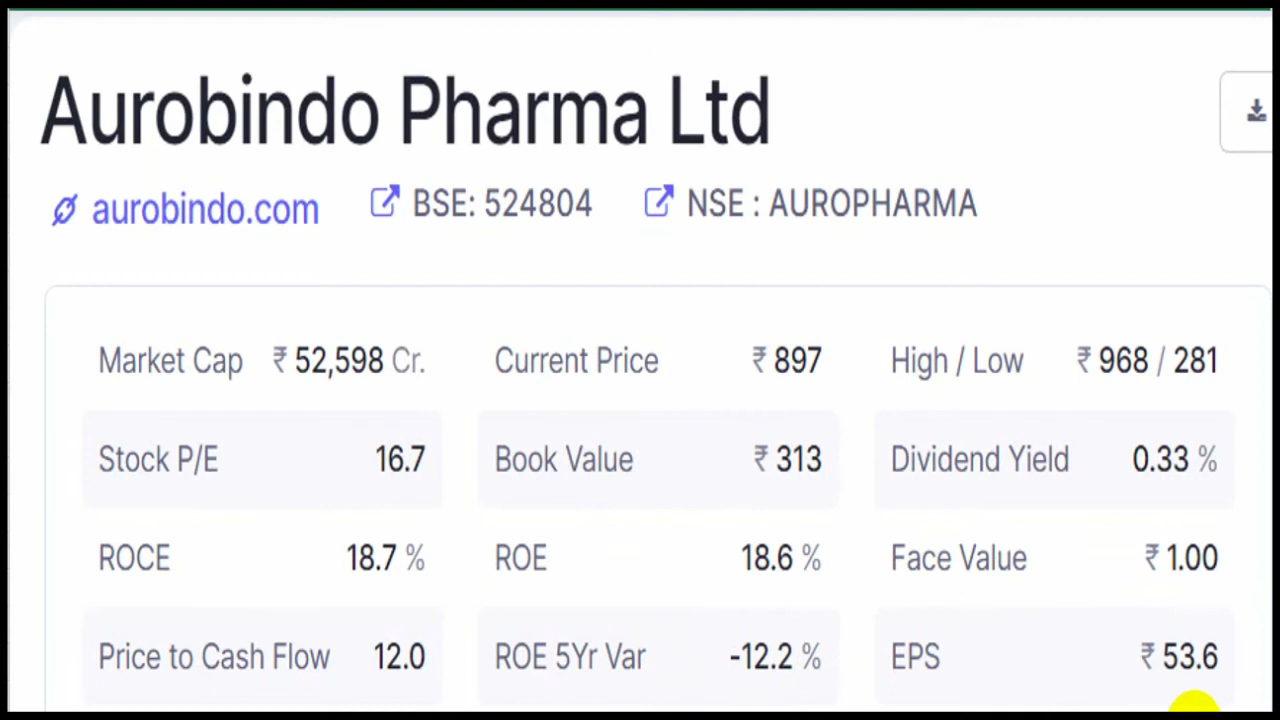 Aurobindo Pharma Ltd
aurobindo.com BSE: 524804 NSE : AUROPHARMA
Market Cap ₹ 52,598 Cr. Current Price ₹ 897 High / Low ₹ 968 / 281
Stock P/E 16.7 Book Value ₹ 313 Dividend Yield 0.33 %
ROCE 18.7 % ROE 18.6 % Face Value ₹ 1.00
Price to Cash Flow 12.0 ROE 5Yr Var -12.2 % EPS ₹ 53.6